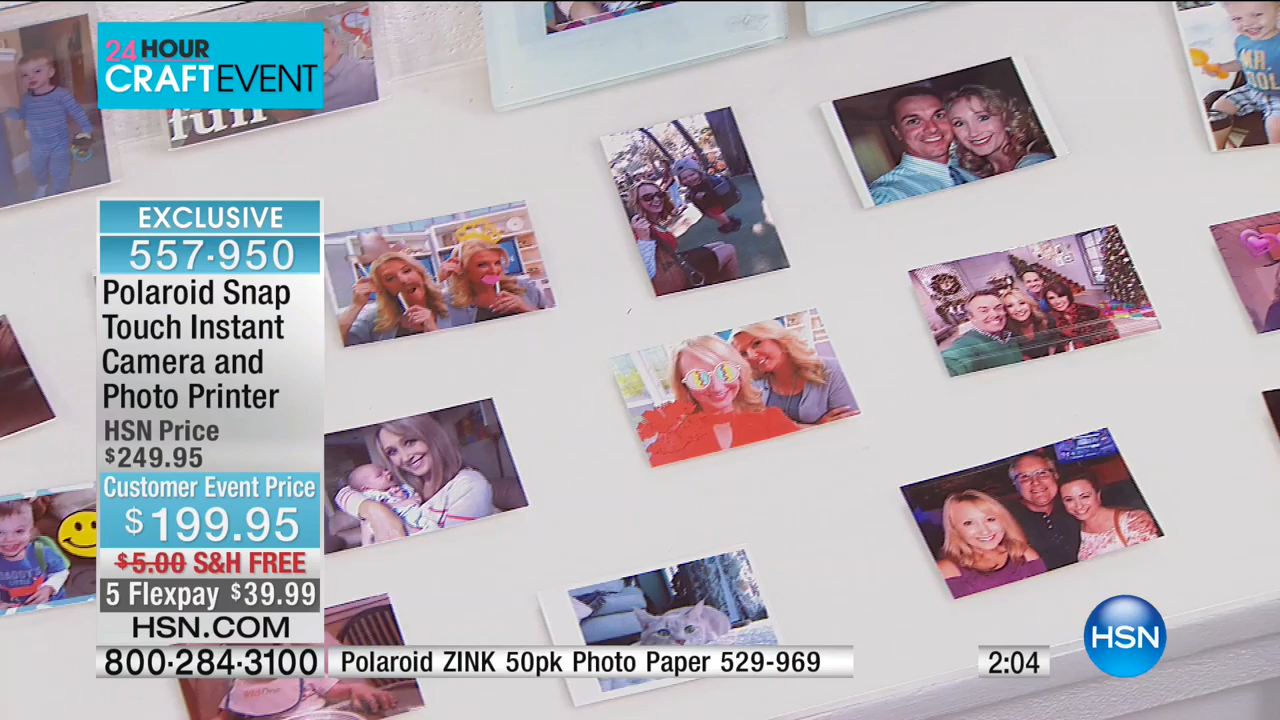 24 HOUR
CRAFT EVENT
fun
EXCLUSIVE
557-950
Polaroid Snap
Touch Instant
Camera and
Photo Printer
HSN Price
$249.95
Customer Event Price
$199.95
$5.00 S&H FREE
5 Flexpay $39.99
HSN.COM
800-284-3100
Polaroid ZINK 50pk Photo Paper 529-969
2:04
HSN